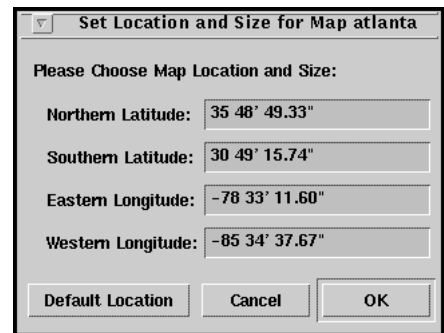 Set Location and Size for Map atlanta
Please Choose Map Location and Size:
Northern Latitude: 35 48' 49.33"
Southern Latitude: 30 49' 15.74"
Eastern Longitude: -78 33' 11.60"
Western Longitude: -85 34' 37.67"
Default Location Cancel OK